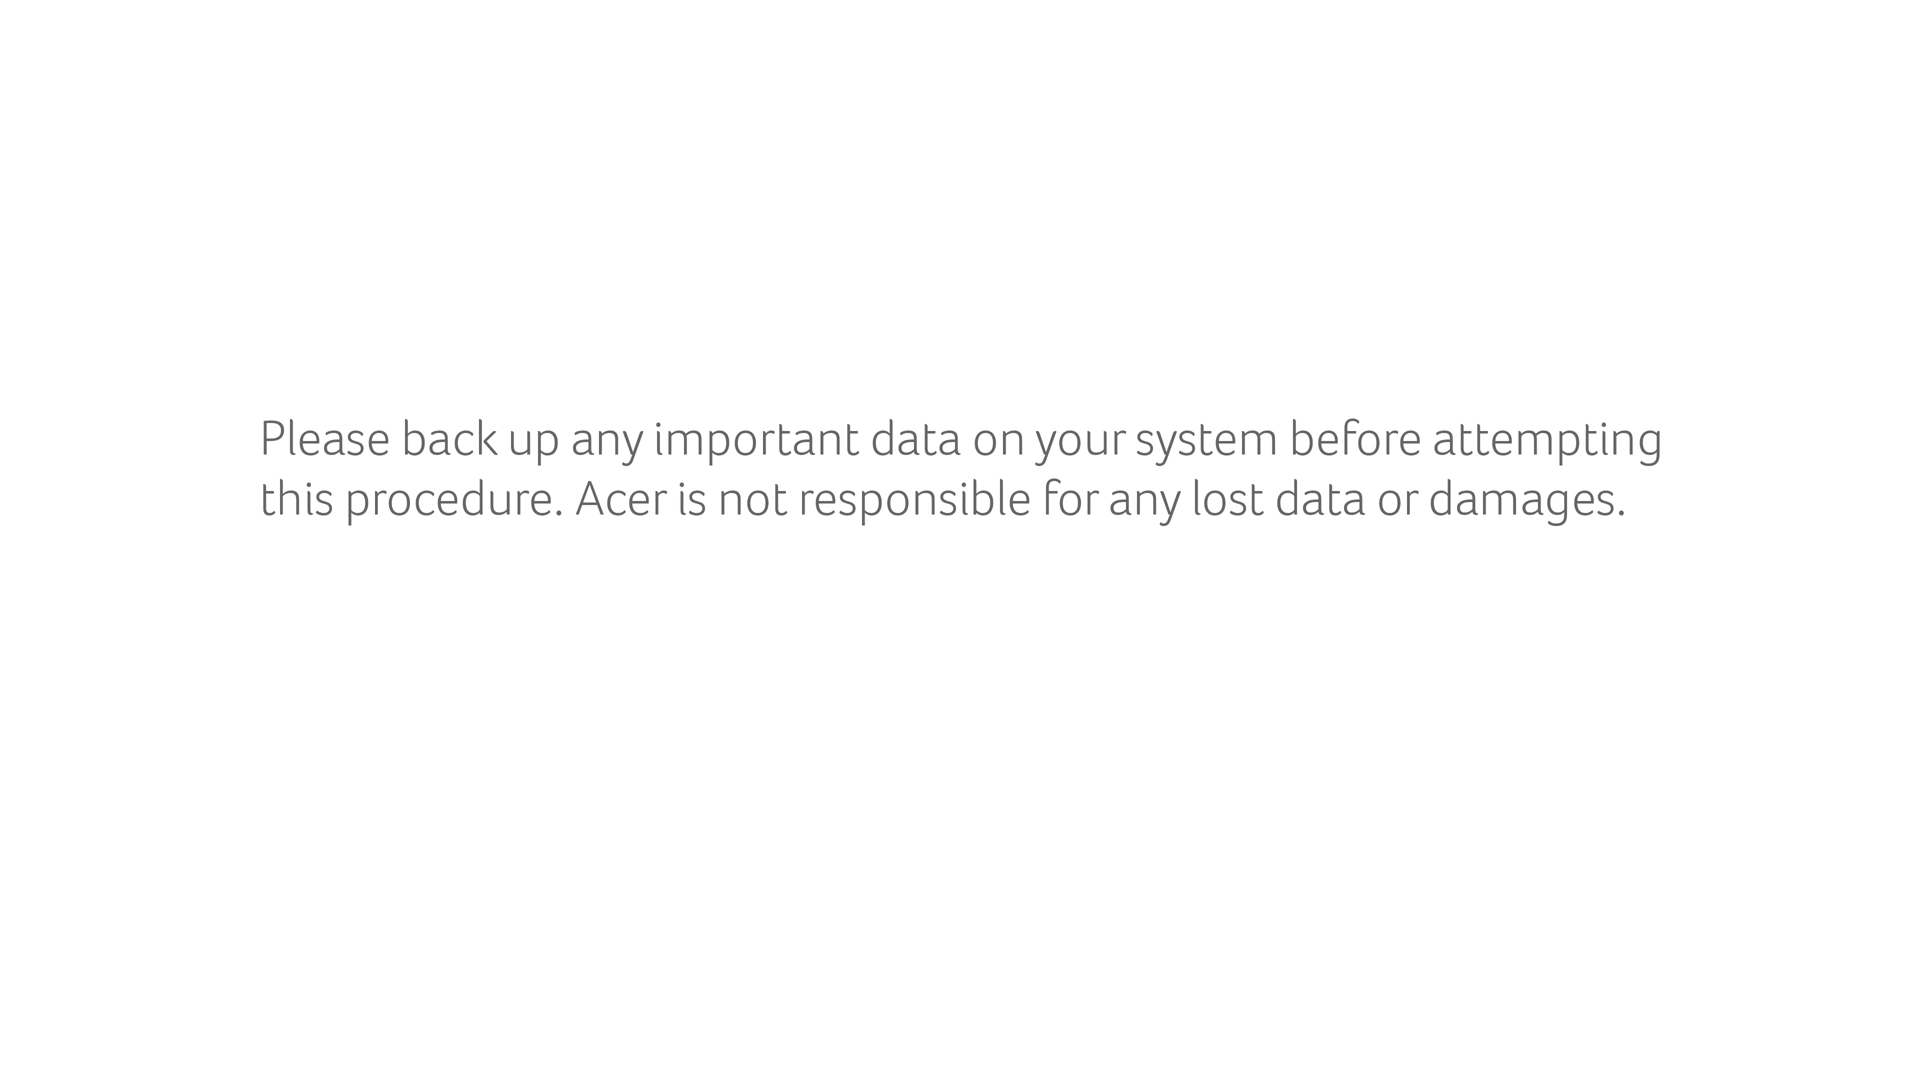 Please back up any important data on your system before attempting
this procedure. Acer is not responsible for any lost data or damages.